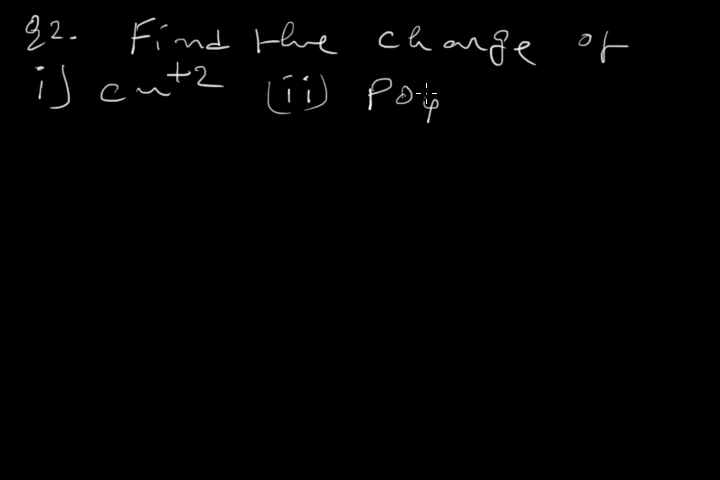 Q2. Find the charge of
i) Cu⁺² (ii) PO₄